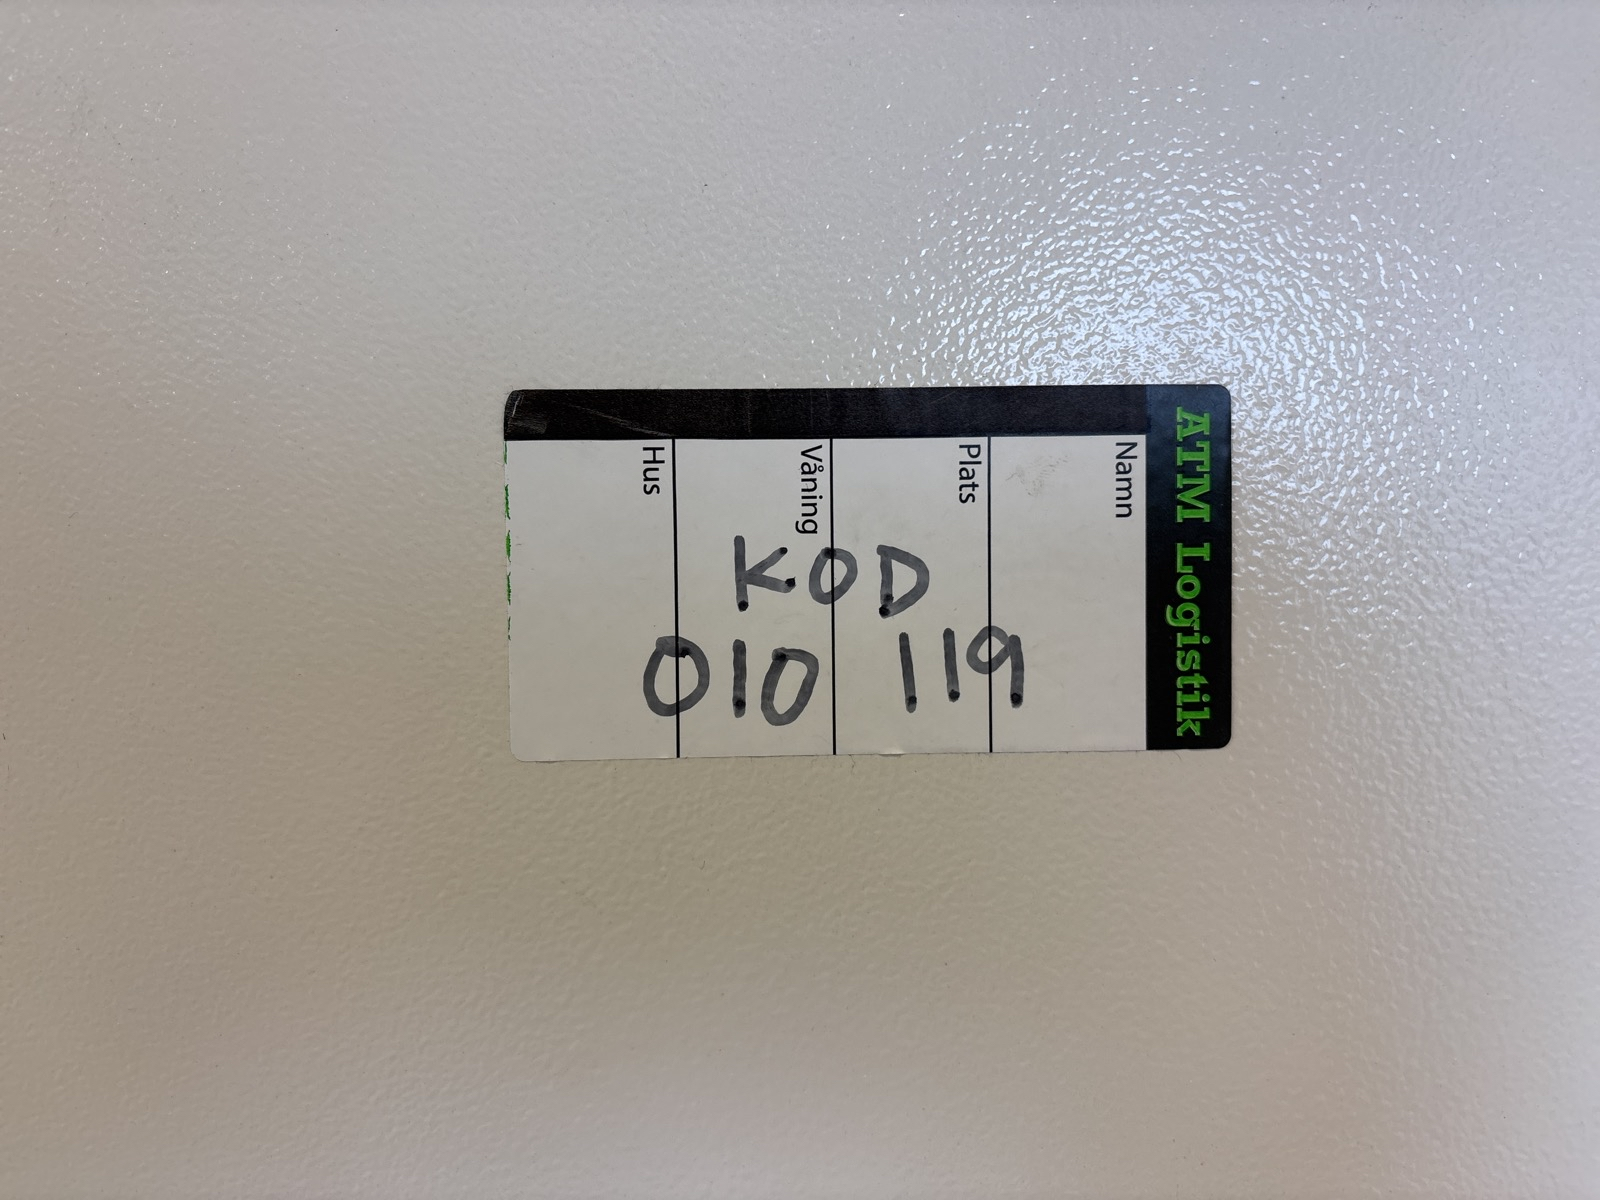 ATM Logistik
Namn
Plats
Våning
Hus
KOD
010 119